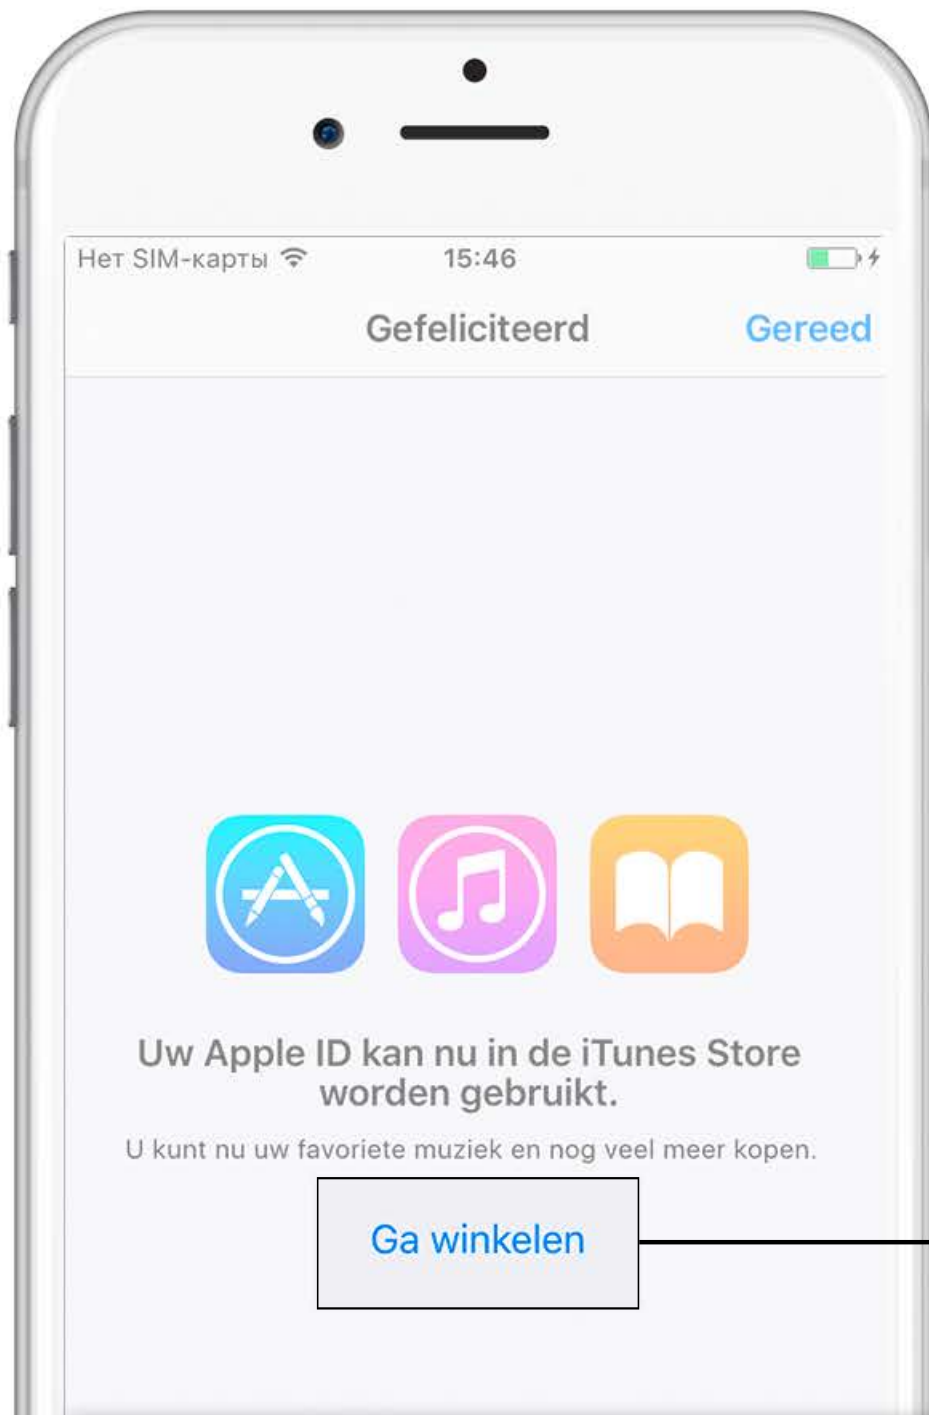 Нет SIM-карты 15:46
Gefeliciteerd Gereed
Uw Apple ID kan nu in de iTunes Store
worden gebruikt.
U kunt nu uw favoriete muziek en nog veel meer kopen.
Ga winkelen